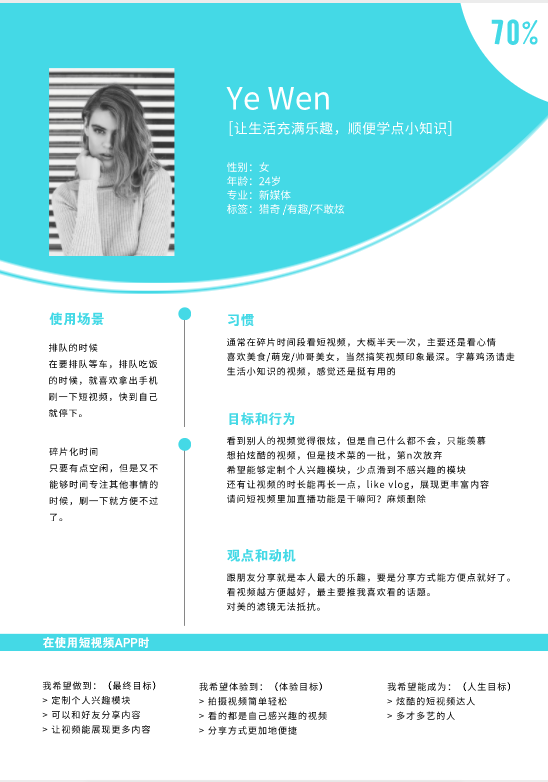 70%
Ye Wen
[让生活充满乐趣，顺便学点小知识]
性别：女
年龄：24岁
专业：新媒体
标签：猎奇 /有趣/不敢炫
使用场景
排队的时候
在要排队等车，排队吃饭
的时候，就喜欢拿出手机
刷一下短视频，快到自己
就停下。
碎片化时间
只要有点空闲，但是又不
能够时间专注其他事情的
时候，刷一下就方便不过
了。
习惯
通常在碎片时间段看短视频，大概半天一次，主要还是看心情
喜欢美食/萌宠/帅哥美女，当然搞笑视频印象最深。字幕鸡汤请走
生活小知识的视频，感觉还是挺有用的
目标和行为
看到别人的视频觉得很炫，但是自己什么都不会，只能羡慕
想拍炫酷的视频，但是技术菜的一批，第n次放弃
希望能够定制个人兴趣模块，少点滑到不感兴趣的模块
还有让视频的时长能再长一点，like vlog，展现更丰富内容
请问短视频里加直播功能是干嘛阿？麻烦删除
观点和动机
跟朋友分享就是本人最大的乐趣，要是分享方式能方便点就好了。
看视频越方便越好，最主要推我喜欢看的话题。
对美的滤镜无法抵抗。
在使用短视频APP时
我希望做到：（最终目标）
> 定制个人兴趣模块
> 可以和好友分享内容
> 让视频能展现更多内容
我希望体验到：（体验目标）
> 拍摄视频简单轻松
> 看的都是自己感兴趣的视频
> 分享方式更加地便捷
我希望能成为：（人生目标）
> 炫酷的短视频达人
> 多才多艺的人